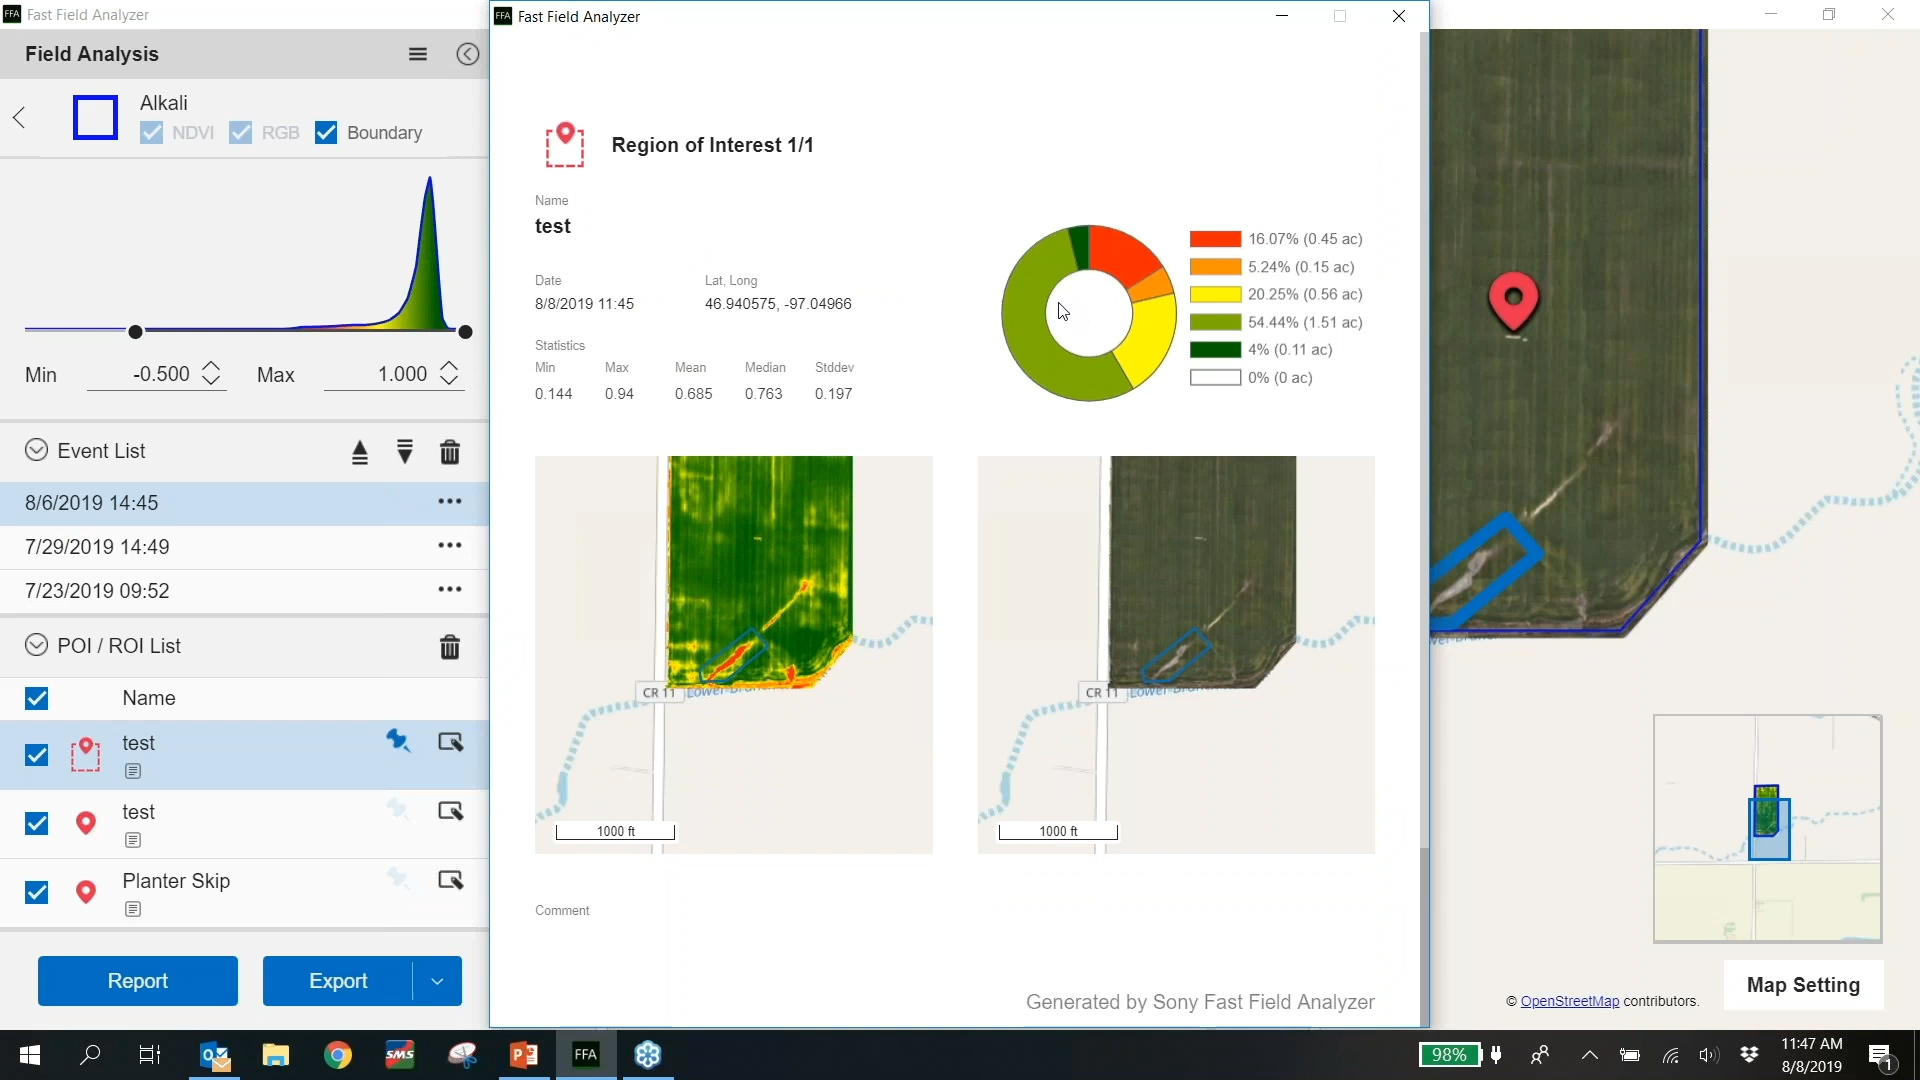 FFA Fast Field Analyzer
Field Analysis
Alkali
NDVI RGB Boundary
Min -0.500 Max 1.000
Event List
8/6/2019 14:45
7/29/2019 14:49
7/23/2019 09:52
POI / ROI List
Name
test
test
Planter Skip
Report Export
FFA Fast Field Analyzer
Region of Interest 1/1
Name
test
Date Lat, Long
8/8/2019 11:45 46.940575, -97.04966
Statistics
Min Max Mean Median Stddev
0.144 0.94 0.685 0.763 0.197
16.07% (0.45 ac)
5.24% (0.15 ac)
20.25% (0.56 ac)
54.44% (1.51 ac)
4% (0.11 ac)
0% (0 ac)
CR 11 Lower
1000 ft
CR 11 Lower
1000 ft
Comment
Generated by Sony Fast Field Analyzer
Map Setting
© OpenStreetMap contributors.
SMS
FFA
98%
11:47 AM
8/8/2019
1